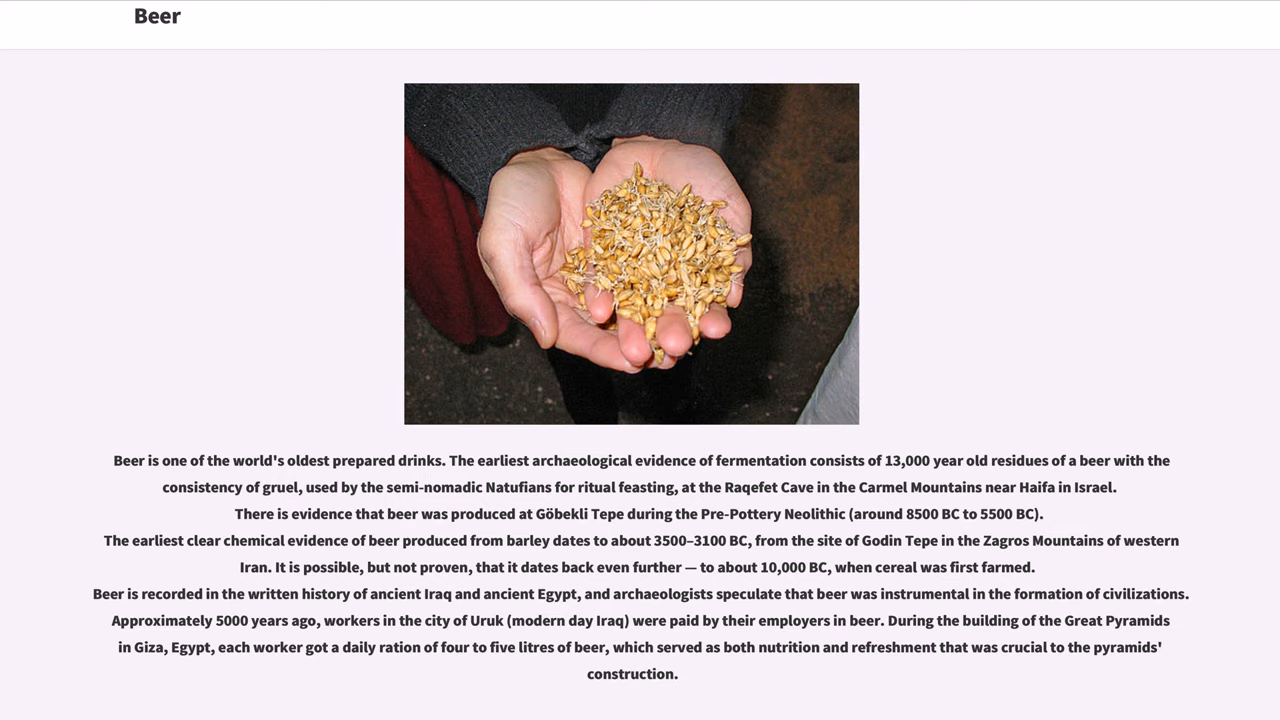 Beer
Beer is one of the world's oldest prepared drinks. The earliest archaeological evidence of fermentation consists of 13,000 year old residues of a beer with the
consistency of gruel, used by the semi-nomadic Natufians for ritual feasting, at the Raqefet Cave in the Carmel Mountains near Haifa in Israel.
There is evidence that beer was produced at Göbekli Tepe during the Pre-Pottery Neolithic (around 8500 BC to 5500 BC).
The earliest clear chemical evidence of beer produced from barley dates to about 3500–3100 BC, from the site of Godin Tepe in the Zagros Mountains of western
Iran. It is possible, but not proven, that it dates back even further — to about 10,000 BC, when cereal was first farmed.
Beer is recorded in the written history of ancient Iraq and ancient Egypt, and archaeologists speculate that beer was instrumental in the formation of civilizations.
Approximately 5000 years ago, workers in the city of Uruk (modern day Iraq) were paid by their employers in beer. During the building of the Great Pyramids
in Giza, Egypt, each worker got a daily ration of four to five litres of beer, which served as both nutrition and refreshment that was crucial to the pyramids'
construction.